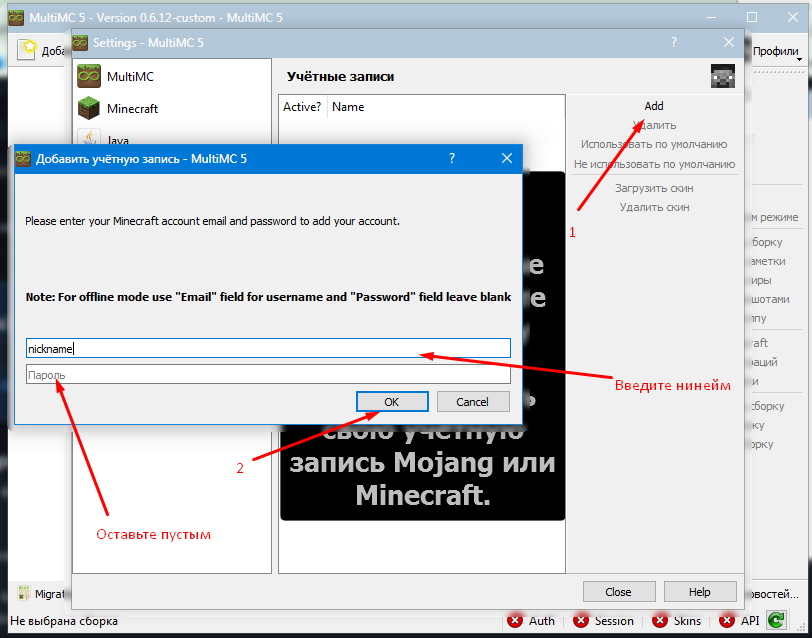 MultiMC 5 - Version 0.6.12-custom - MultiMC 5
Доба
Профили
Settings - MultiMC 5
?
MultiMC
Minecraft
Java
Учётные записи
Active? Name
Add
Удалить
Использовать по умолчанию
Не использовать по умолчанию
Загрузить скин
Удалить скин
1
Добавить учётную запись - MultiMC 5
?
Please enter your Minecraft account email and password to add your account.
Note: For offline mode use "Email" field for username and "Password" field leave blank
nickname
Пароль
OK
Cancel
Введите нинейм
2
Оставьте пустым
е
е
свою учётную
запись Mojang или
Minecraft.
м режиме
борку
аметки
иры
шотами
пу
raft
раций
и
сборку
ку
орку
Close
Help
Migrat
овостей...
Не выбрана сборка
Auth
Session
Skins
API